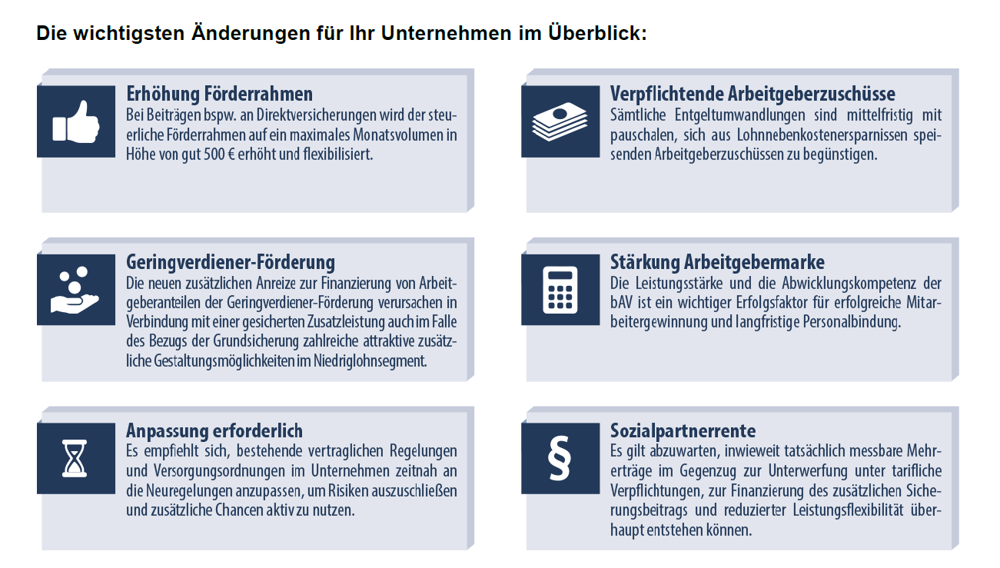 Die wichtigsten Änderungen für Ihr Unternehmen im Überblick:
Erhöhung Förderrahmen
Bei Beiträgen bspw. an Direktversicherungen wird der steu-
erliche Förderrahmen auf ein maximales Monatsvolumen in
Höhe von gut 500 € erhöht und flexibilisiert.
Verpflichtende Arbeitgeberzuschüsse
Sämtliche Entgeltumwandlungen sind mittelfristig mit
pauschalen, sich aus Lohnnebenkostenersparnissen spei-
senden Arbeitgeberzuschüssen zu begünstigen.
Geringverdiener-Förderung
Die neuen zusätzlichen Anreize zur Finanzierung von Arbeit-
geberanteilen der Geringverdiener-Förderung verursachen in
Verbindung mit einer gesicherten Zusatzleistung auch im Falle
des Bezugs der Grundsicherung zahlreiche attraktive zusätz-
liche Gestaltungsmöglichkeiten im Niedriglohnsegment.
Stärkung Arbeitgebermarke
Die Leistungsstärke und die Abwicklungskompetenz der
bAV ist ein wichtiger Erfolgsfaktor für erfolgreiche Mitar-
beitergewinnung und langfristige Personalbindung.
Anpassung erforderlich
Es empfiehlt sich, bestehende vertraglichen Regelungen
und Versorgungsordnungen im Unternehmen zeitnah an
die Neuregelungen anzupassen, um Risiken auszuschließen
und zusätzliche Chancen aktiv zu nutzen.
§
Sozialpartnerrente
Es gilt abzuwarten, inwieweit tatsächlich messbare Mehr-
erträge im Gegenzug zur Unterwerfung unter tarifliche
Verpflichtungen, zur Finanzierung des zusätzlichen Siche-
rungsbeitrags und reduzierter Leistungsflexibilität über-
haupt entstehen können.